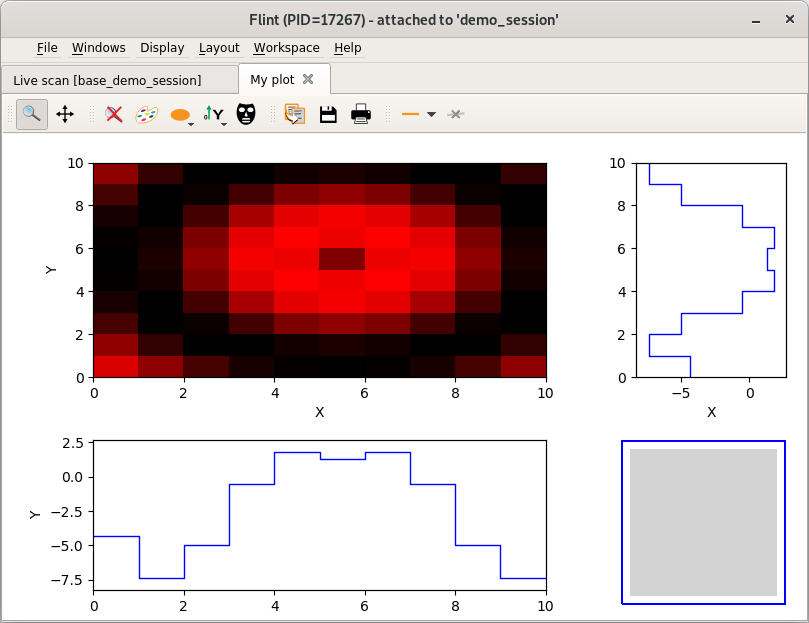 Flint (PID=17267) - attached to 'demo_session'
File Windows Display Layout Workspace Help
Live scan [base_demo_session] My plot
Y
10
8
6
4
2
0
Y
0 2 4 6 8 10
X
10
8
6
4
2
0
−5 0
X
2.5
0.0
−2.5
−5.0
−7.5
Y
0 2 4 6 8 10